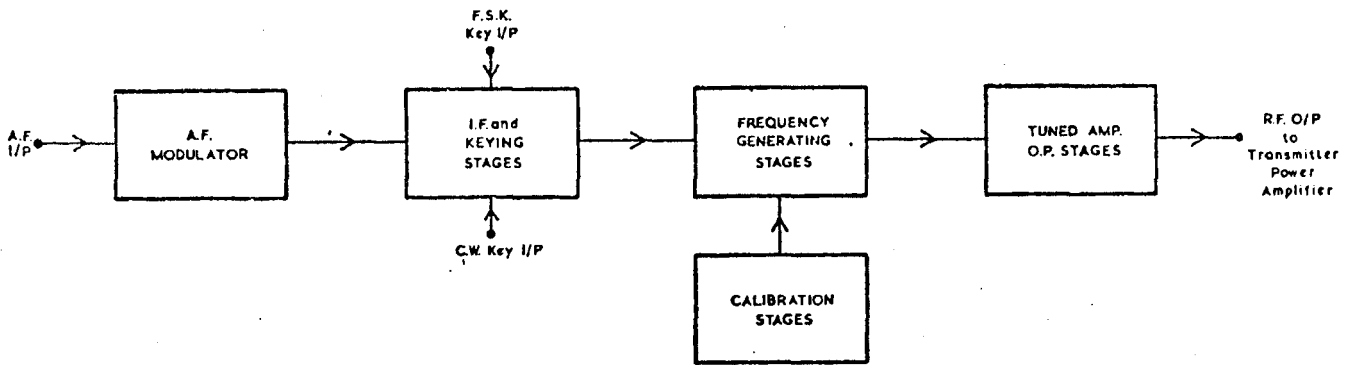 F.S.K.
Key I/P
A.F.
I/P
A.F.
MODULATOR
I.F. and
KEYING
STAGES
C.W. Key I/P
FREQUENCY
GENERATING
STAGES
CALIBRATION
STAGES
TUNED AMP.
O.P. STAGES
R.F. O/P
to
Transmitter
Power
Amplifier